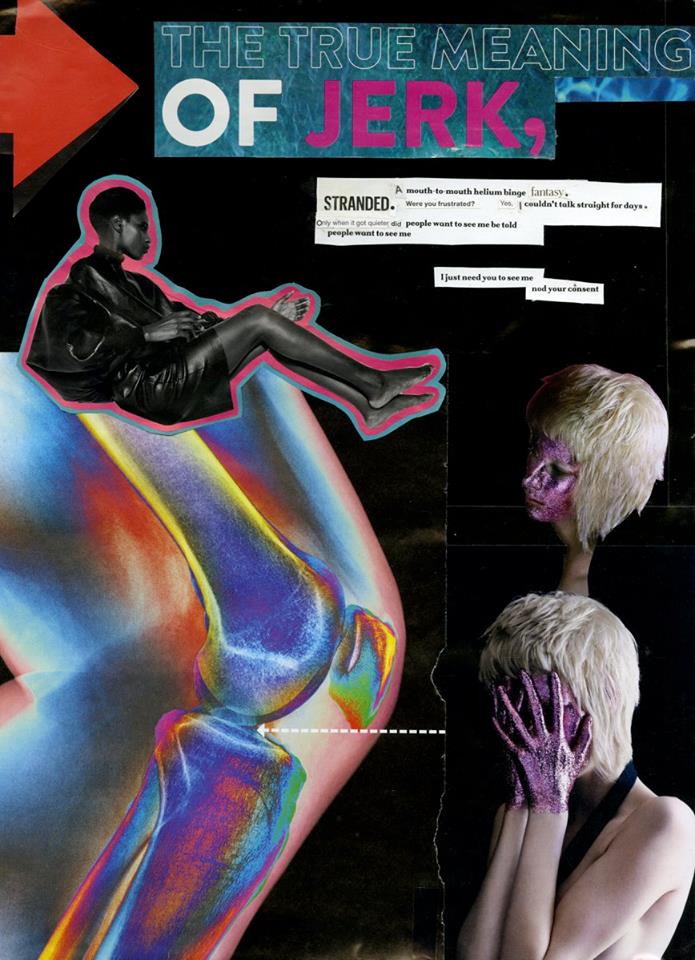 THE TRUE MEANING
OF JERK,
A mouth-to-mouth helium binge fantasy.
STRANDED. Were you frustrated? Yes, I couldn't talk straight for days.
Only when it got quieter did people want to see me be told
people want to see me
I just need you to see me
nod your consent